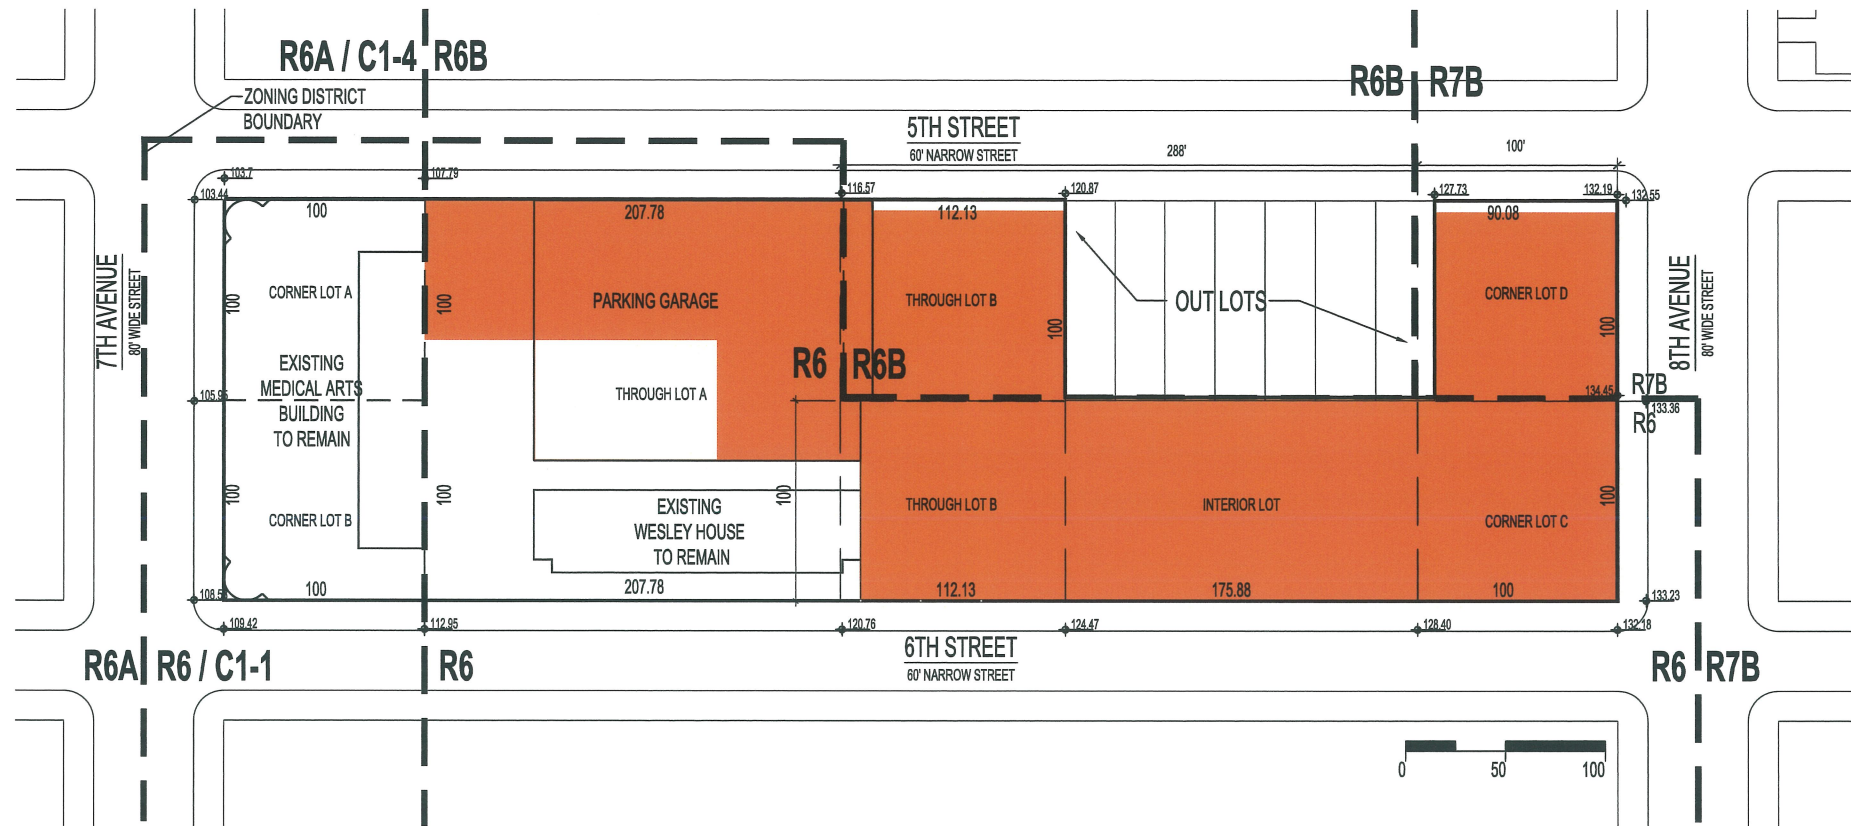 R6A / C1-4 R6B
R6B R7B
ZONING DISTRICT
BOUNDARY
5TH STREET
60' NARROW STREET
288'
100'
103.7
107.79
116.57
120.87
127.73
132.19
132.55
103.44
100
207.78
112.13
90.08
7TH AVENUE
80' WIDE STREET
8TH AVENUE
80' WIDE STREET
CORNER LOT A
100
100
PARKING GARAGE
THROUGH LOT B
100
OUT LOTS
CORNER LOT D
100
EXISTING
MEDICAL ARTS
BUILDING
TO REMAIN
R6 R6B
THROUGH LOT A
105.95
134.45
R7B
133.36
R6
100
100
100
100
CORNER LOT B
EXISTING
WESLEY HOUSE
TO REMAIN
THROUGH LOT B
INTERIOR LOT
CORNER LOT C
100
207.78
112.13
175.88
100
133.23
109.42
112.95
120.76
124.47
128.40
132.18
6TH STREET
60' NARROW STREET
R6A R6 / C1-1
R6
R6 R7B
0 50 100